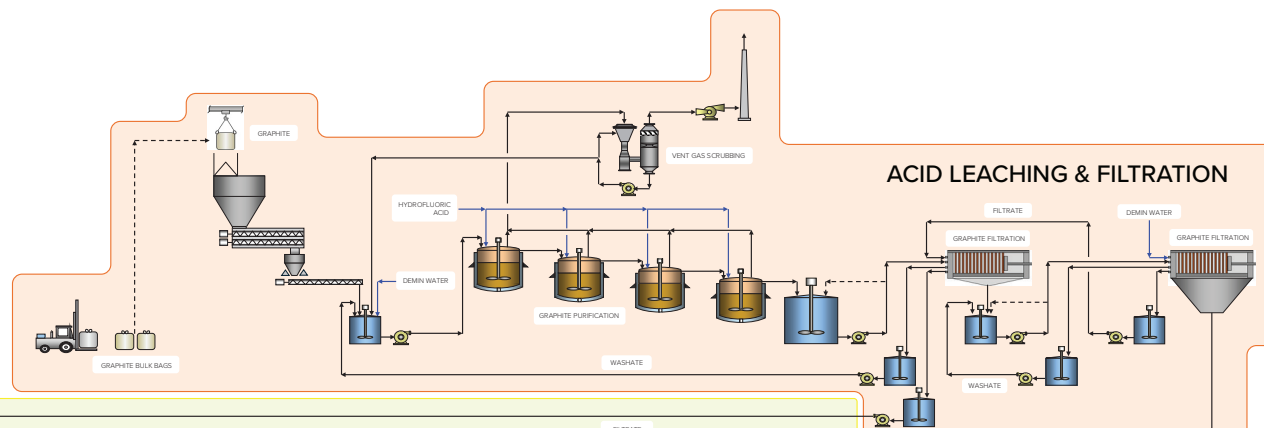 GRAPHITE
VENT GAS SCRUBBING
ACID LEACHING & FILTRATION
HYDROFLUORIC
ACID
FILTRATE
DEMIN WATER
GRAPHITE FILTRATION
GRAPHITE FILTRATION
DEMIN WATER
GRAPHITE PURIFICATION
GRAPHITE BULK BAGS
WASHATE
WASHATE